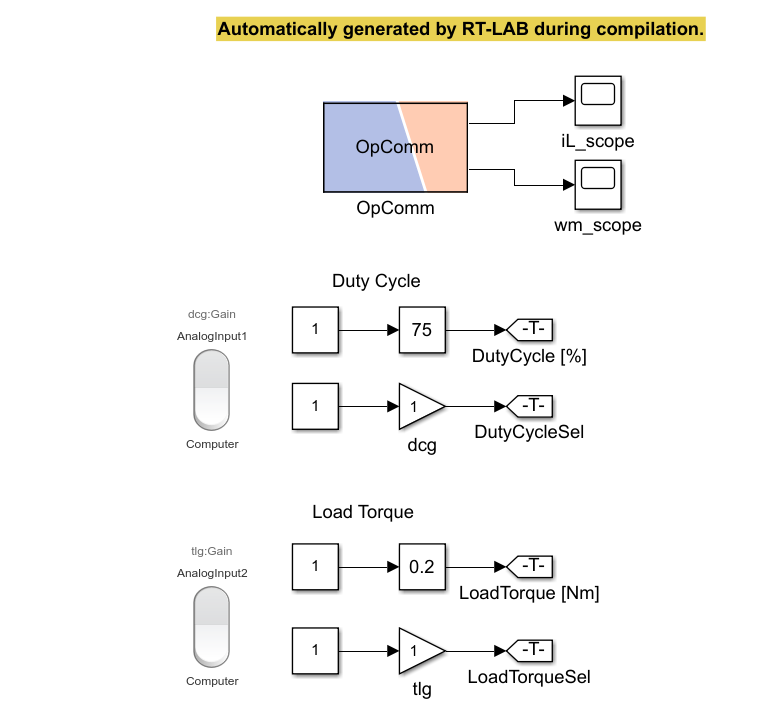 Automatically generated by RT-LAB during compilation.
OpComm
OpComm
iL_scope
wm_scope
Duty Cycle
dcg:Gain
AnalogInput1
Computer
1
75
-T-
DutyCycle [%]
1
1
-T-
dcg
DutyCycleSel
Load Torque
tlg:Gain
AnalogInput2
Computer
1
0.2
-T-
LoadTorque [Nm]
1
1
-T-
tlg
LoadTorqueSel